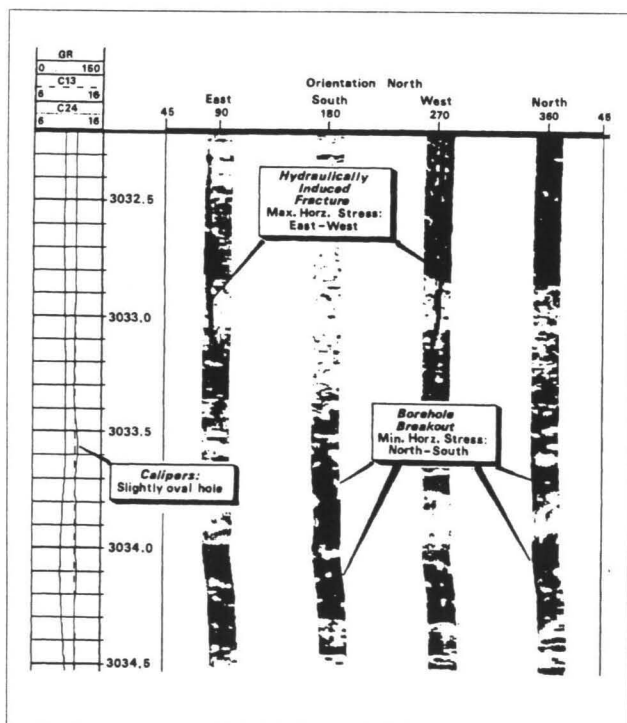 GR
0 150
C13
6 16
C24
6 16
Orientation North
East South West North
45 90 180 270 360 45
3032.5
Hydraulically
Induced
Fracture
Max. Horz. Stress:
East-West
3033.0
3033.5
Borehole
Breakout
Min. Horz. Stress:
North-South
Calipers:
Slightly oval hole
3034.0
3034.5